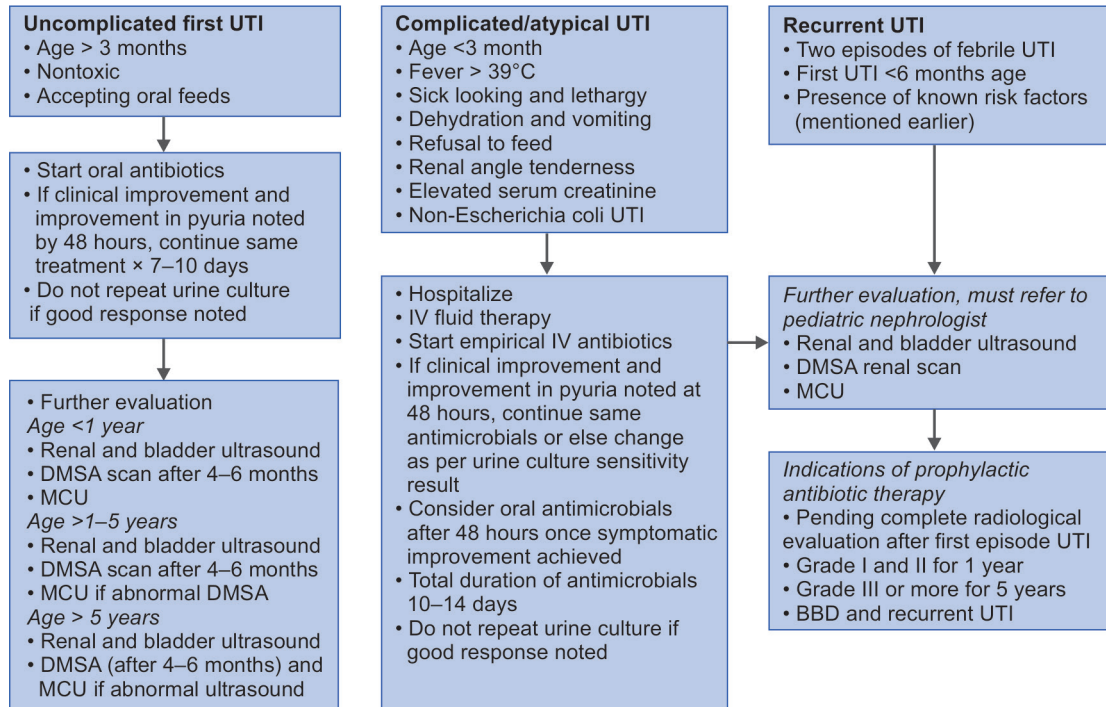 Uncomplicated first UTI
• Age > 3 months
• Nontoxic
• Accepting oral feeds
• Start oral antibiotics
• If clinical improvement and
improvement in pyuria noted
by 48 hours, continue same
treatment × 7–10 days
• Do not repeat urine culture
if good response noted
• Further evaluation
Age <1 year
• Renal and bladder ultrasound
• DMSA scan after 4–6 months
• MCU
Age >1–5 years
• Renal and bladder ultrasound
• DMSA scan after 4–6 months
• MCU if abnormal DMSA
Age > 5 years
• Renal and bladder ultrasound
• DMSA (after 4–6 months) and
MCU if abnormal ultrasound
Complicated/atypical UTI
• Age <3 month
• Fever > 39°C
• Sick looking and lethargy
• Dehydration and vomiting
• Refusal to feed
• Renal angle tenderness
• Elevated serum creatinine
• Non-Escherichia coli UTI
• Hospitalize
• IV fluid therapy
• Start empirical IV antibiotics
• If clinical improvement and
improvement in pyuria noted at
48 hours, continue same
antimicrobials or else change
as per urine culture sensitivity
result
• Consider oral antimicrobials
after 48 hours once symptomatic
improvement achieved
• Total duration of antimicrobials
10–14 days
• Do not repeat urine culture if
good response noted
Recurrent UTI
• Two episodes of febrile UTI
• First UTI <6 months age
• Presence of known risk factors
(mentioned earlier)
Further evaluation, must refer to
pediatric nephrologist
• Renal and bladder ultrasound
• DMSA renal scan
• MCU
Indications of prophylactic
antibiotic therapy
• Pending complete radiological
evaluation after first episode UTI
• Grade I and II for 1 year
• Grade III or more for 5 years
• BBD and recurrent UTI